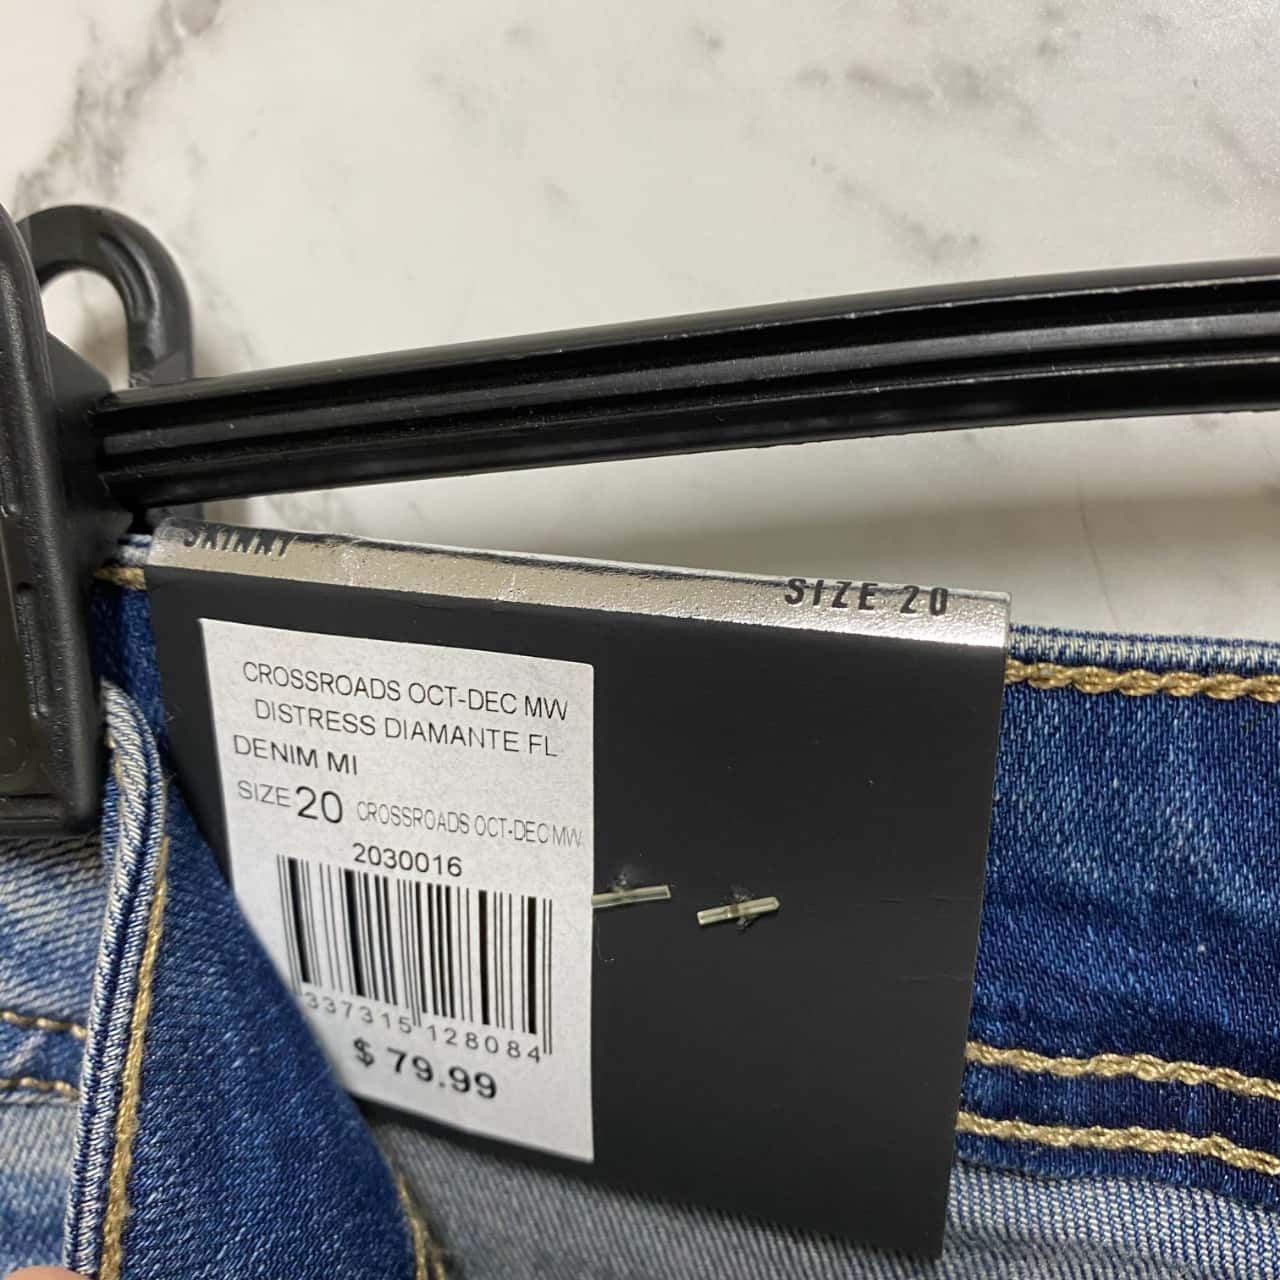 SKINNY SIZE 20
CROSSROADS OCT-DEC MW
DISTRESS DIAMANTE FL
DENIM MI
SIZE 20 CROSSROADS OCT-DEC MW
2030016
337315 128084
$ 79.99